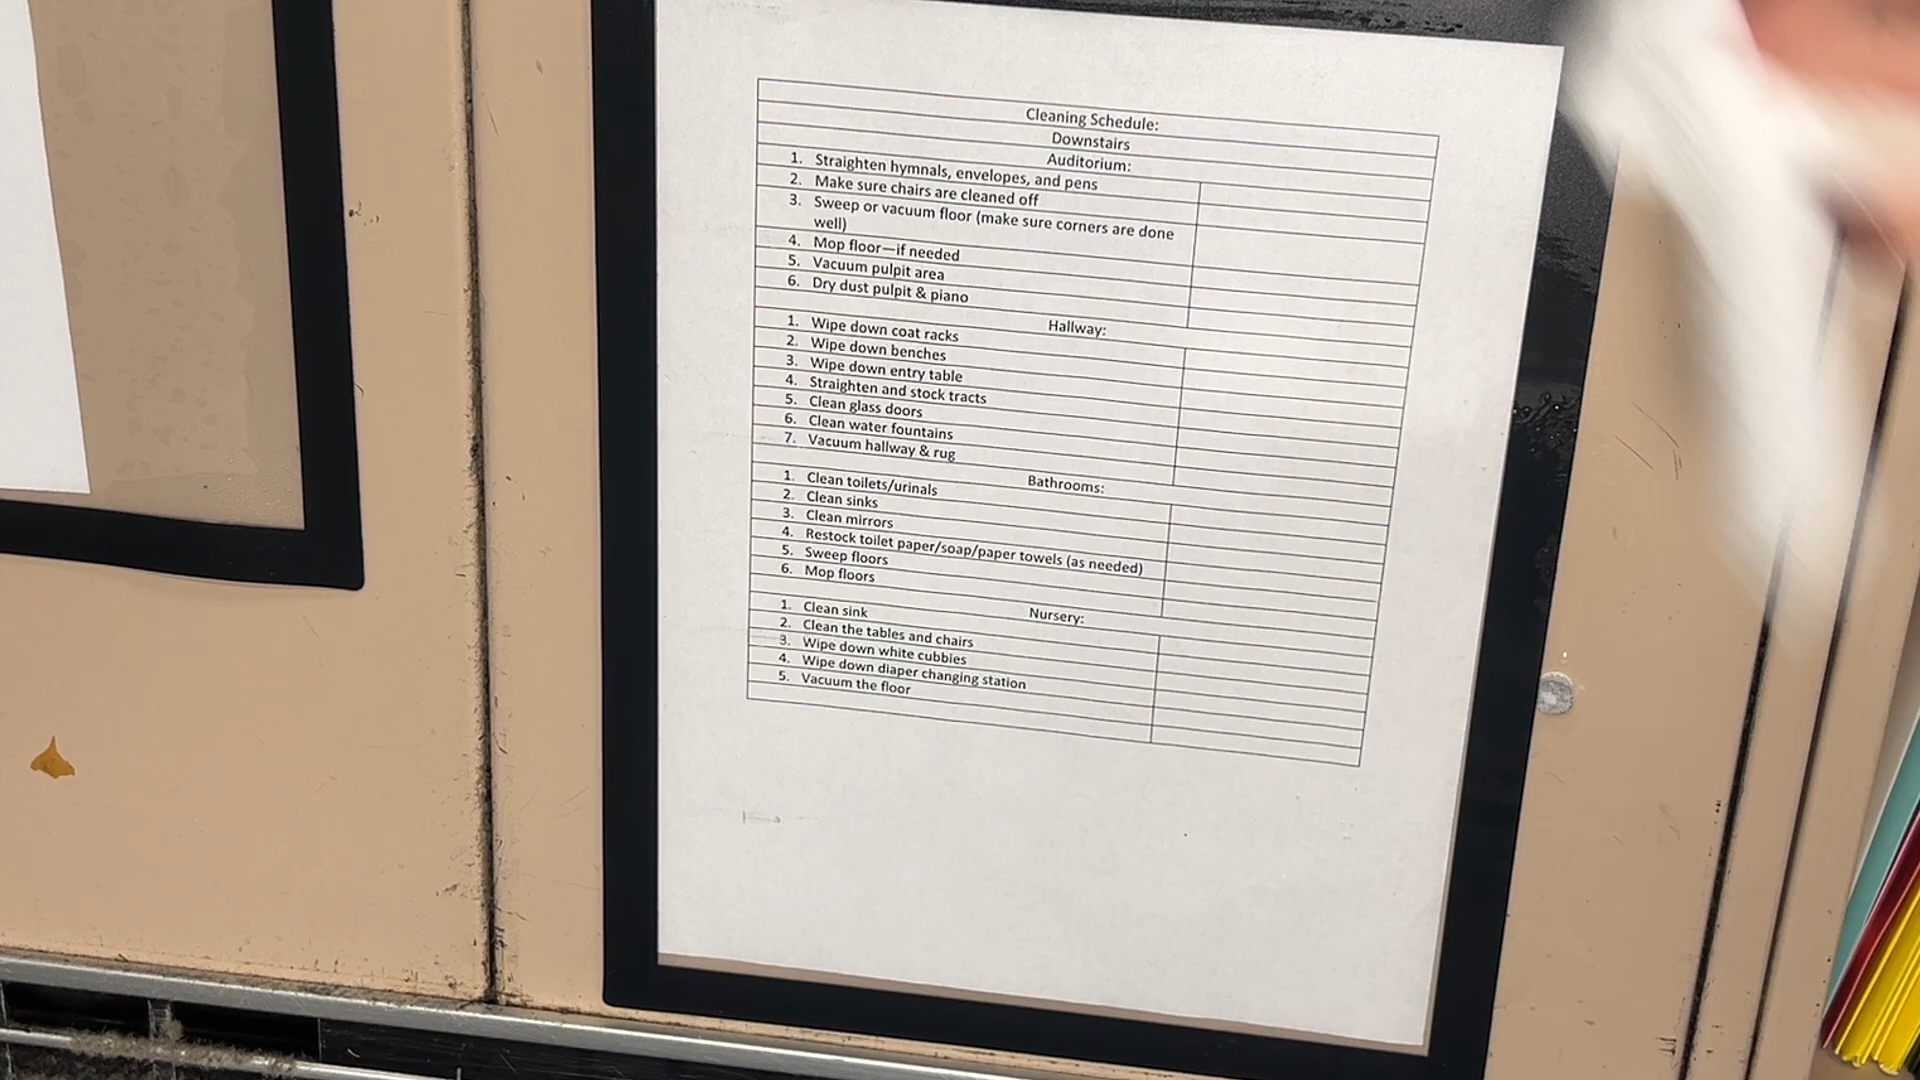 Cleaning Schedule:
Downstairs
Auditorium:
1. Straighten hymnals, envelopes, and pens
2. Make sure chairs are cleaned off
3. Sweep or vacuum floor (make sure corners are done
well)
4. Mop floor—if needed
5. Vacuum pulpit area
6. Dry dust pulpit & piano
Hallway:
1. Wipe down coat racks
2. Wipe down benches
3. Wipe down entry table
4. Straighten and stock tracts
5. Clean glass doors
6. Clean water fountains
7. Vacuum hallway & rug
Bathrooms:
1. Clean toilets/urinals
2. Clean sinks
3. Clean mirrors
4. Restock toilet paper/soap/paper towels (as needed)
5. Sweep floors
6. Mop floors
Nursery:
1. Clean sink
2. Clean the tables and chairs
3. Wipe down white cubbies
4. Wipe down diaper changing station
5. Vacuum the floor